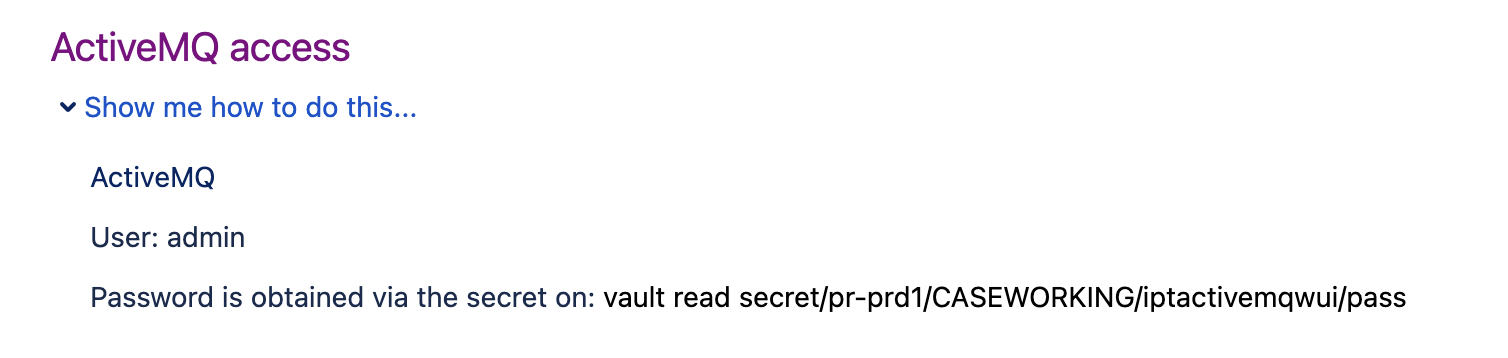 ActiveMQ access
Show me how to do this...
ActiveMQ
User: admin
Password is obtained via the secret on: vault read secret/pr-prd1/CASEWORKING/iptactivemqwui/pass